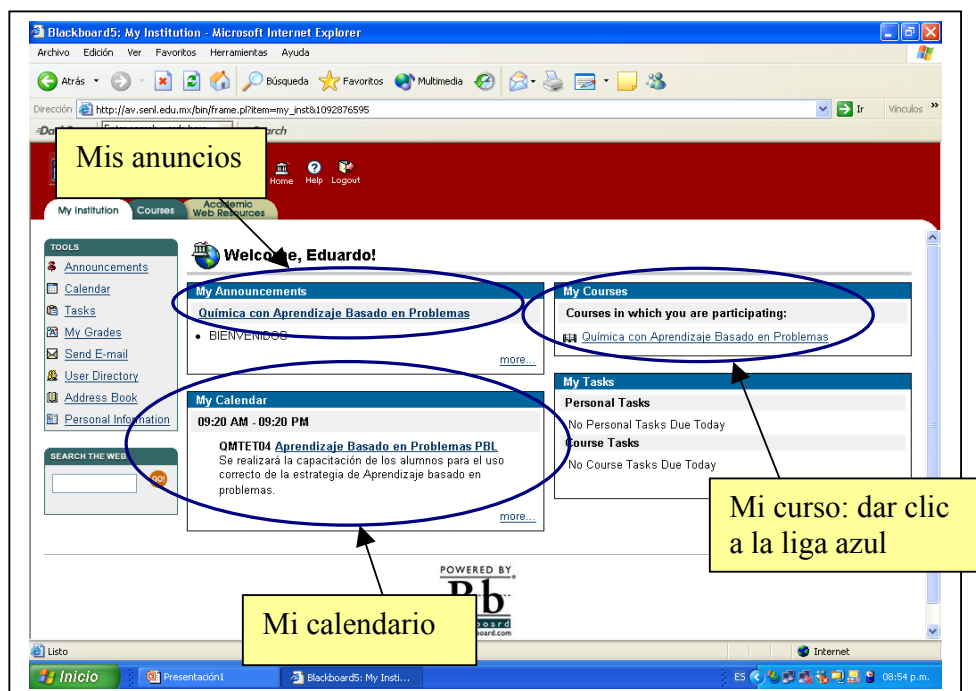 Blackboard5: My Institution - Microsoft Internet Explorer
Archivo Edición Ver Favoritos Herramientas Ayuda
Atrás Búsqueda Favoritos Multimedia
Dirección http://av.senl.edu.mx/bin/frame.pl?item=my_inst&1092876595 Ir Vínculos »
Mis anuncios
Home Help Logout
My Institution Courses Academic Web Resources
TOOLS
Announcements
Calendar
Tasks
My Grades
Send E-mail
User Directory
Address Book
Personal Information
SEARCH THE WEB
GO!
Welcome, Eduardo!
My Announcements
Química con Aprendizaje Basado en Problemas
• BIENVENIDOS
more...
My Calendar
09:20 AM - 09:20 PM
QMTET04 Aprendizaje Basado en Problemas PBL
Se realizará la capacitación de los alumnos para el uso
correcto de la estrategia de Aprendizaje basado en
problemas.
more...
My Courses
Courses in which you are participating:
Química con Aprendizaje Basado en Problemas
My Tasks
Personal Tasks
No Personal Tasks Due Today
Course Tasks
No Course Tasks Due Today
Mi curso: dar clic
a la liga azul
POWERED BY
Bb
Mi calendario
Listo Internet
Inicio Presentación1 Blackboard5: My Insti... ES 08:54 p.m.